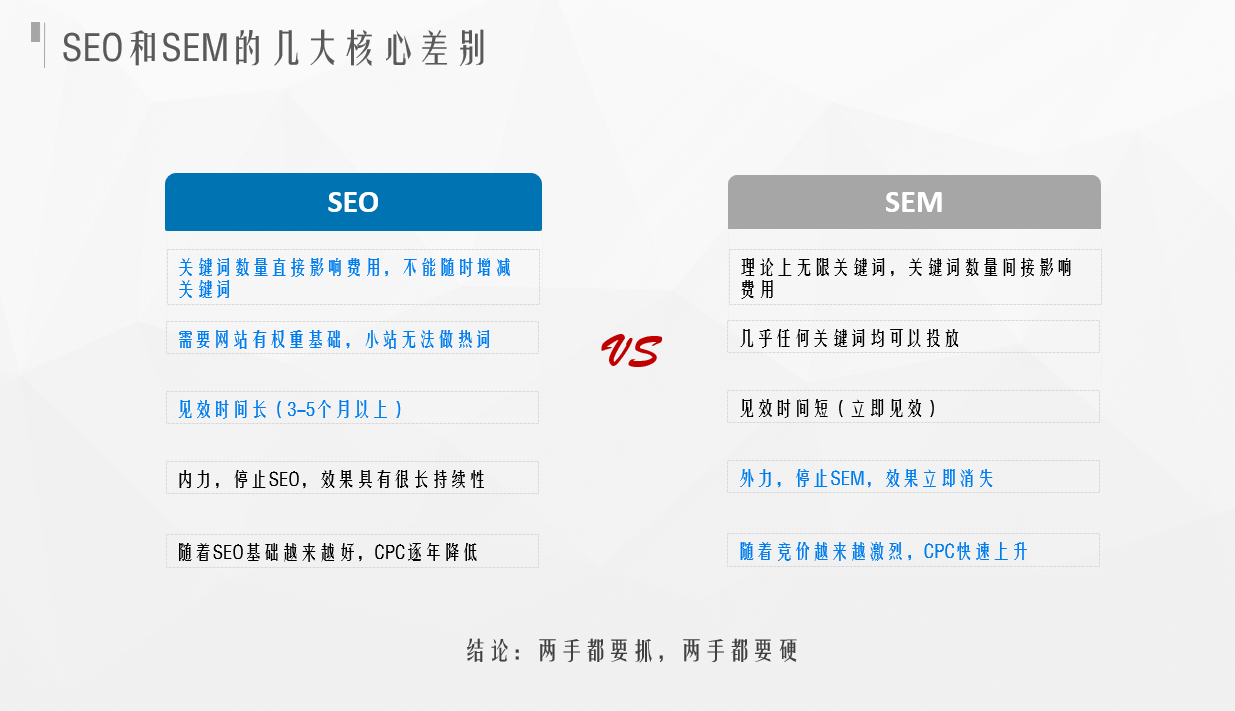 SEO和SEM的几大核心差别
SEO
关键词数量直接影响费用，不能随时增减
关键词
需要网站有权重基础，小站无法做热词
见效时间长（3-5个月以上）
内力，停止SEO，效果具有很长持续性
随着SEO基础越来越好，CPC逐年降低
VS
SEM
理论上无限关键词，关键词数量间接影响
费用
几乎任何关键词均可以投放
见效时间短（立即见效）
外力，停止SEM，效果立即消失
随着竞价越来越激烈，CPC快速上升
结论：两手都要抓，两手都要硬